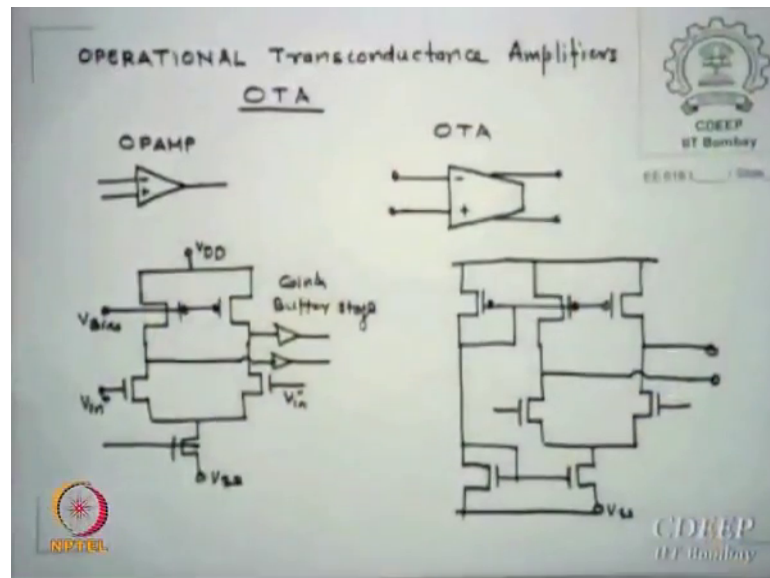 OPERATIONAL Transconductance Amplifiers
OTA
OPAMP
OTA
CDEEP
IIT Bombay
VDD
Gain &
Buffer stage
VBias
Vin+
Vin-
VSS
VSS
NPTEL
CDEEP
IIT Bombay